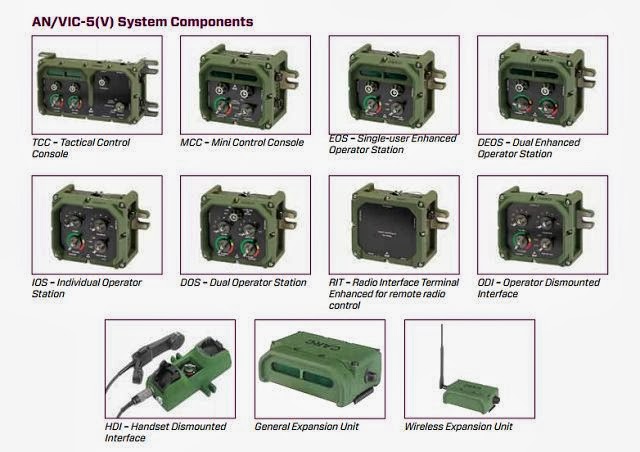 AN/VIC-5(V) System Components
TCC – Tactical Control
Console
MCC – Mini Control Console
EOS – Single-user Enhanced
Operator Station
DEOS – Dual Enhanced
Operator Station
IOS – Individual Operator
Station
DOS – Dual Operator Station
RIT – Radio Interface Terminal
Enhanced for remote radio
control
ODI – Operator Dismounted
Interface
HDI – Handset Dismounted
Interface
CARC
General Expansion Unit
Wireless Expansion Unit